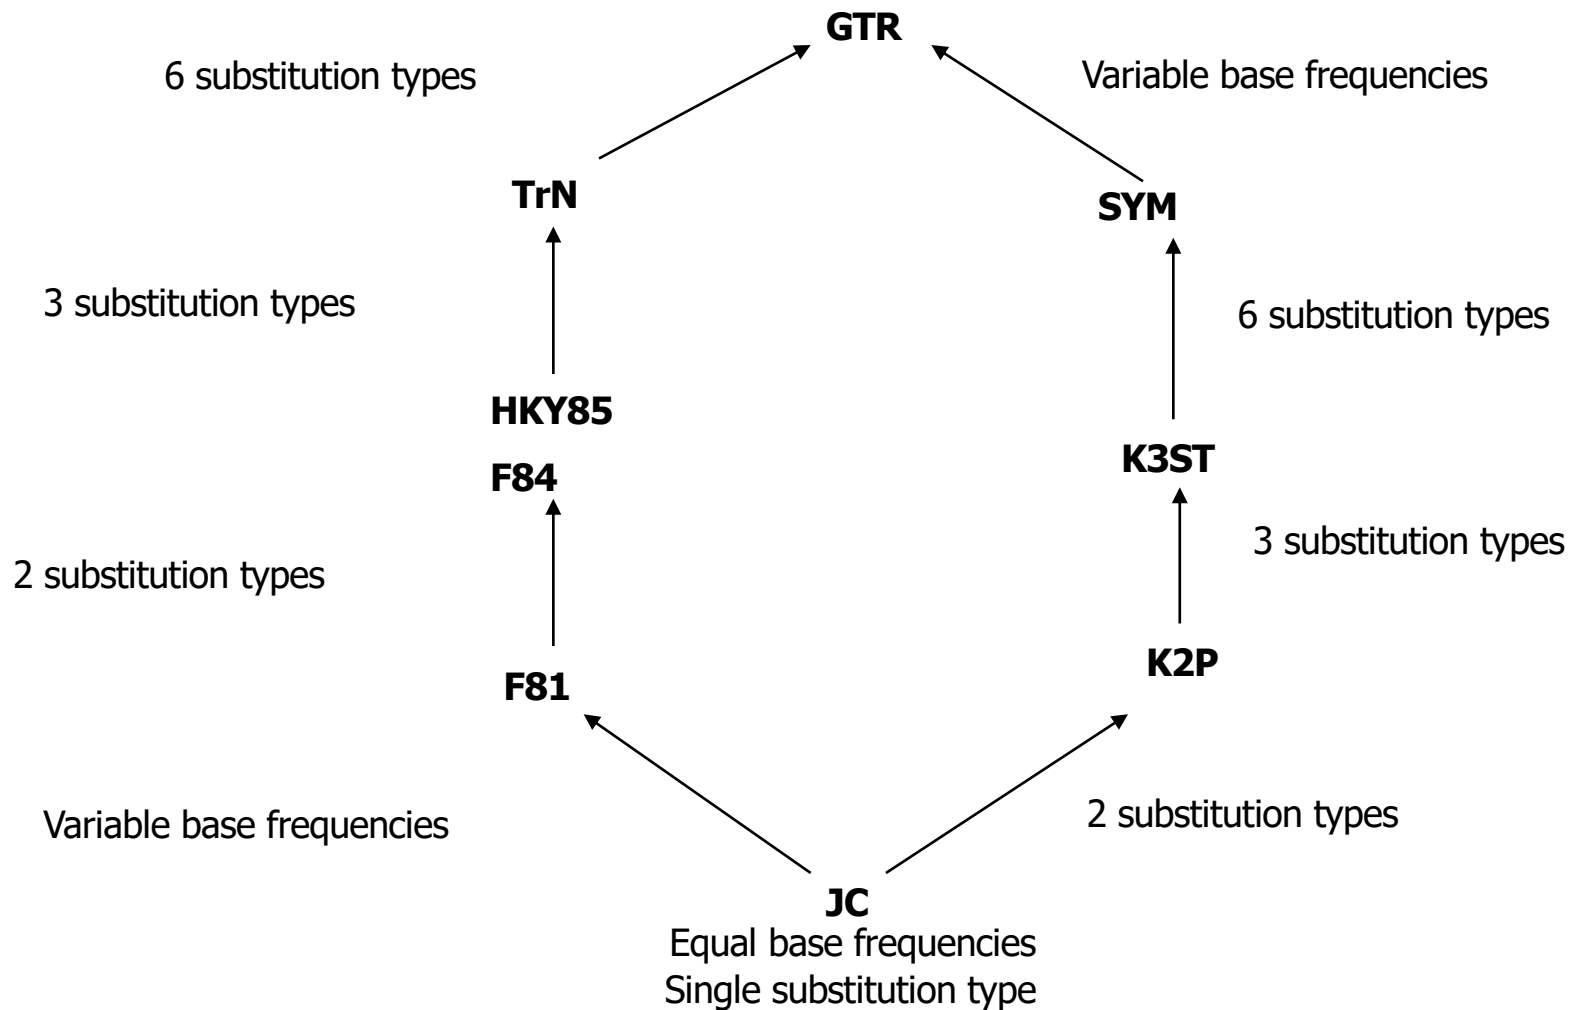 GTR
6 substitution types
Variable base frequencies
TrN
SYM
3 substitution types
6 substitution types
HKY85
F84
K3ST
3 substitution types
2 substitution types
K2P
F81
2 substitution types
Variable base frequencies
JC
Equal base frequencies
Single substitution type